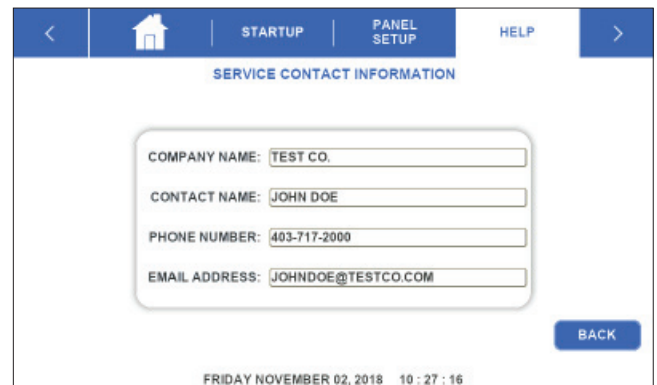 < STARTUP PANEL SETUP HELP >
SERVICE CONTACT INFORMATION
COMPANY NAME: TEST CO.
CONTACT NAME: JOHN DOE
PHONE NUMBER: 403-717-2000
EMAIL ADDRESS: JOHNDOE@TESTCO.COM
BACK
FRIDAY NOVEMBER 02, 2018 10 : 27 : 16